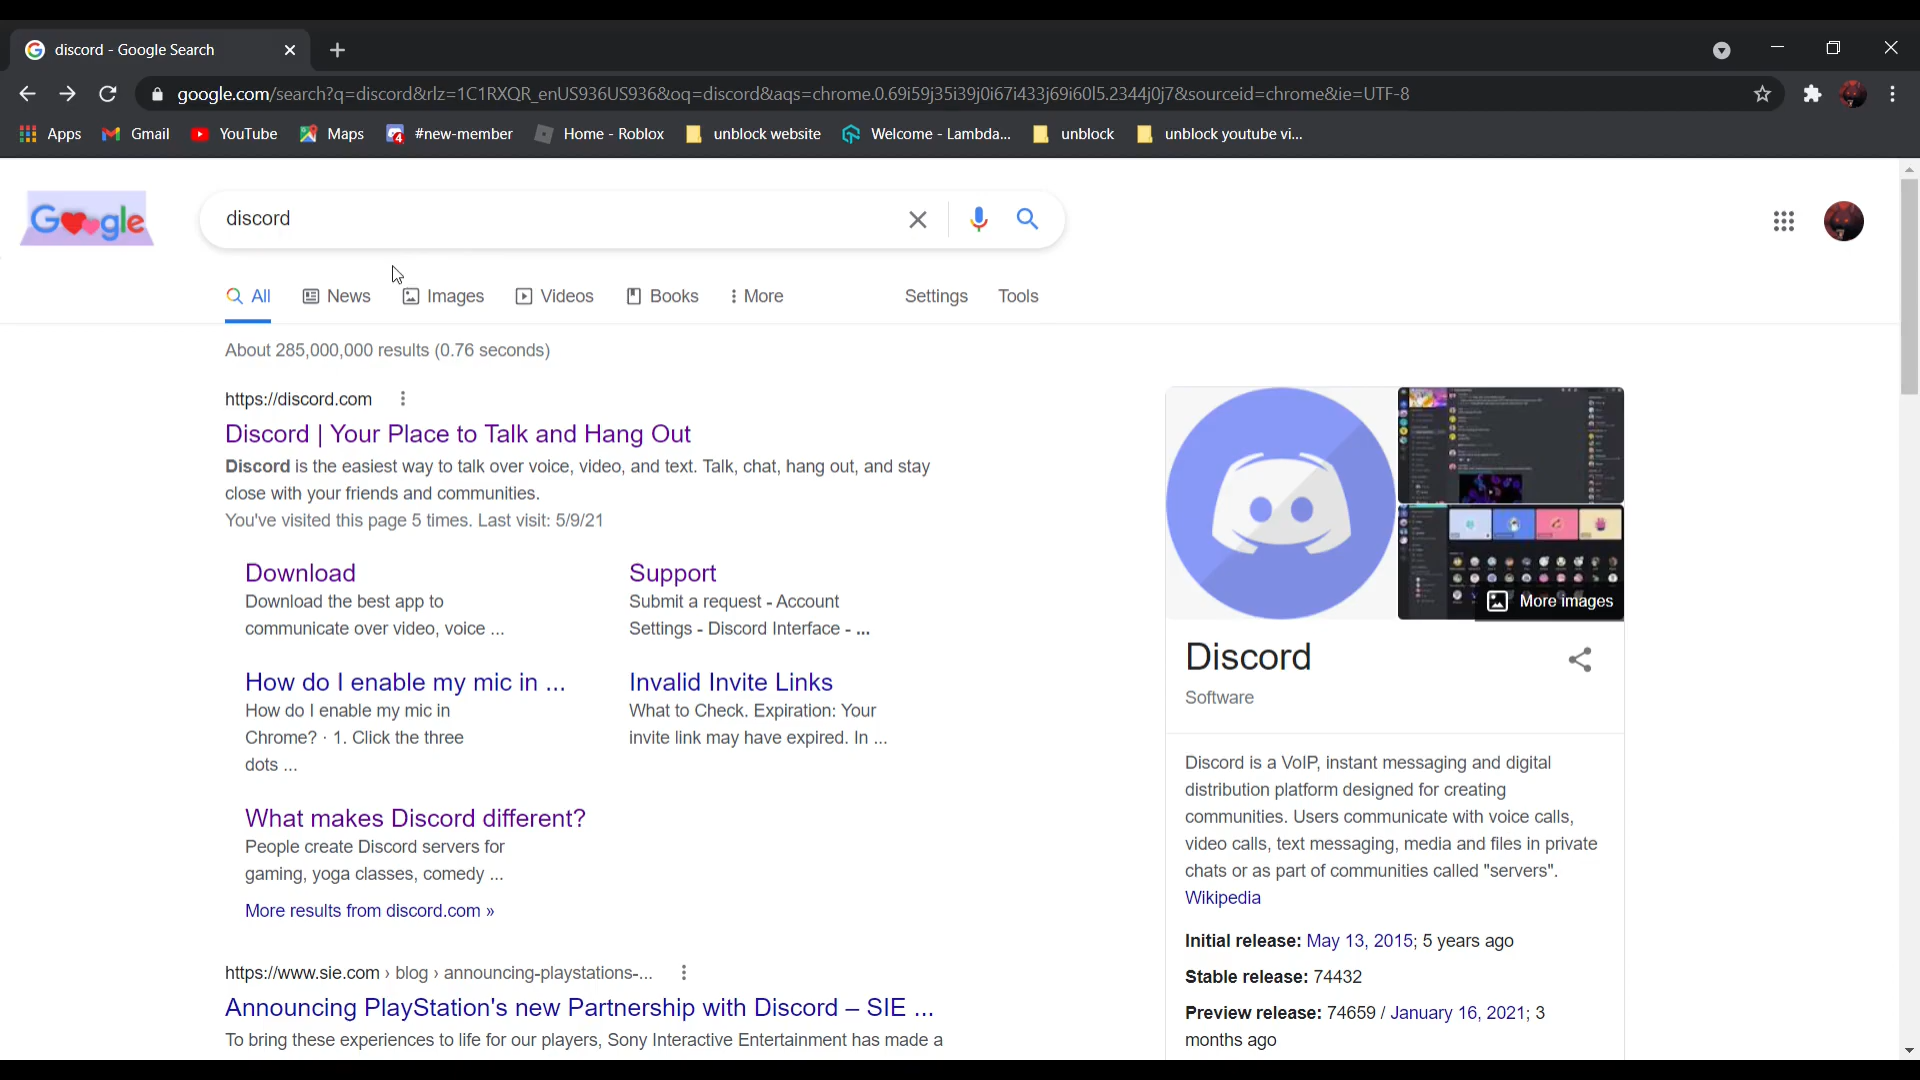 discord - Google Search
google.com/search?q=discord&rlz=1C1RXQR_enUS936US936&oq=discord&aqs=chrome.0.69i59j35i39j0i67i433j69i60l5.2344j0j7&sourceid=chrome&ie=UTF-8
Apps Gmail YouTube Maps #new-member Home - Roblox unblock website Welcome - Lambda... unblock unblock youtube vi...
Google
discord
All News Images Videos Books More Settings Tools
About 285,000,000 results (0.76 seconds)
https://discord.com
Discord | Your Place to Talk and Hang Out
Discord is the easiest way to talk over voice, video, and text. Talk, chat, hang out, and stay
close with your friends and communities.
You've visited this page 5 times. Last visit: 5/9/21
Download
Download the best app to
communicate over video, voice ...
Support
Submit a request - Account
Settings - Discord Interface - ...
How do I enable my mic in ...
How do I enable my mic in
Chrome? · 1. Click the three
dots ...
Invalid Invite Links
What to Check. Expiration: Your
invite link may have expired. In ...
What makes Discord different?
People create Discord servers for
gaming, yoga classes, comedy ...
More results from discord.com »
https://www.sie.com › blog › announcing-playstations-...
Announcing PlayStation's new Partnership with Discord – SIE ...
To bring these experiences to life for our players, Sony Interactive Entertainment has made a
More images
Discord
Software
Discord is a VoIP, instant messaging and digital
distribution platform designed for creating
communities. Users communicate with voice calls,
video calls, text messaging, media and files in private
chats or as part of communities called "servers".
Wikipedia
Initial release: May 13, 2015; 5 years ago
Stable release: 74432
Preview release: 74659 / January 16, 2021; 3
months ago